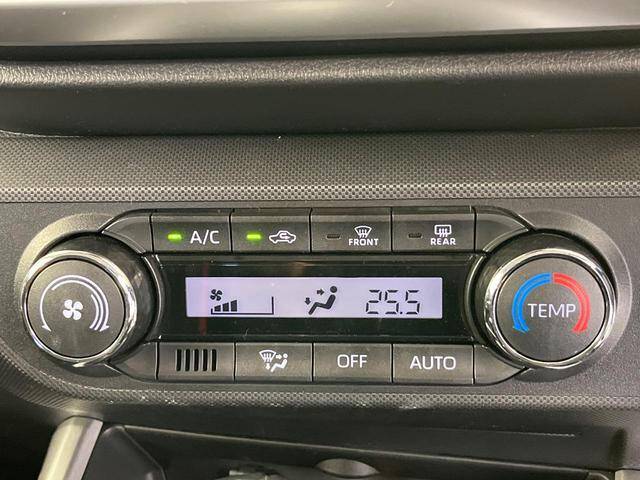 A/C FRONT REAR
25.5 TEMP
OFF AUTO